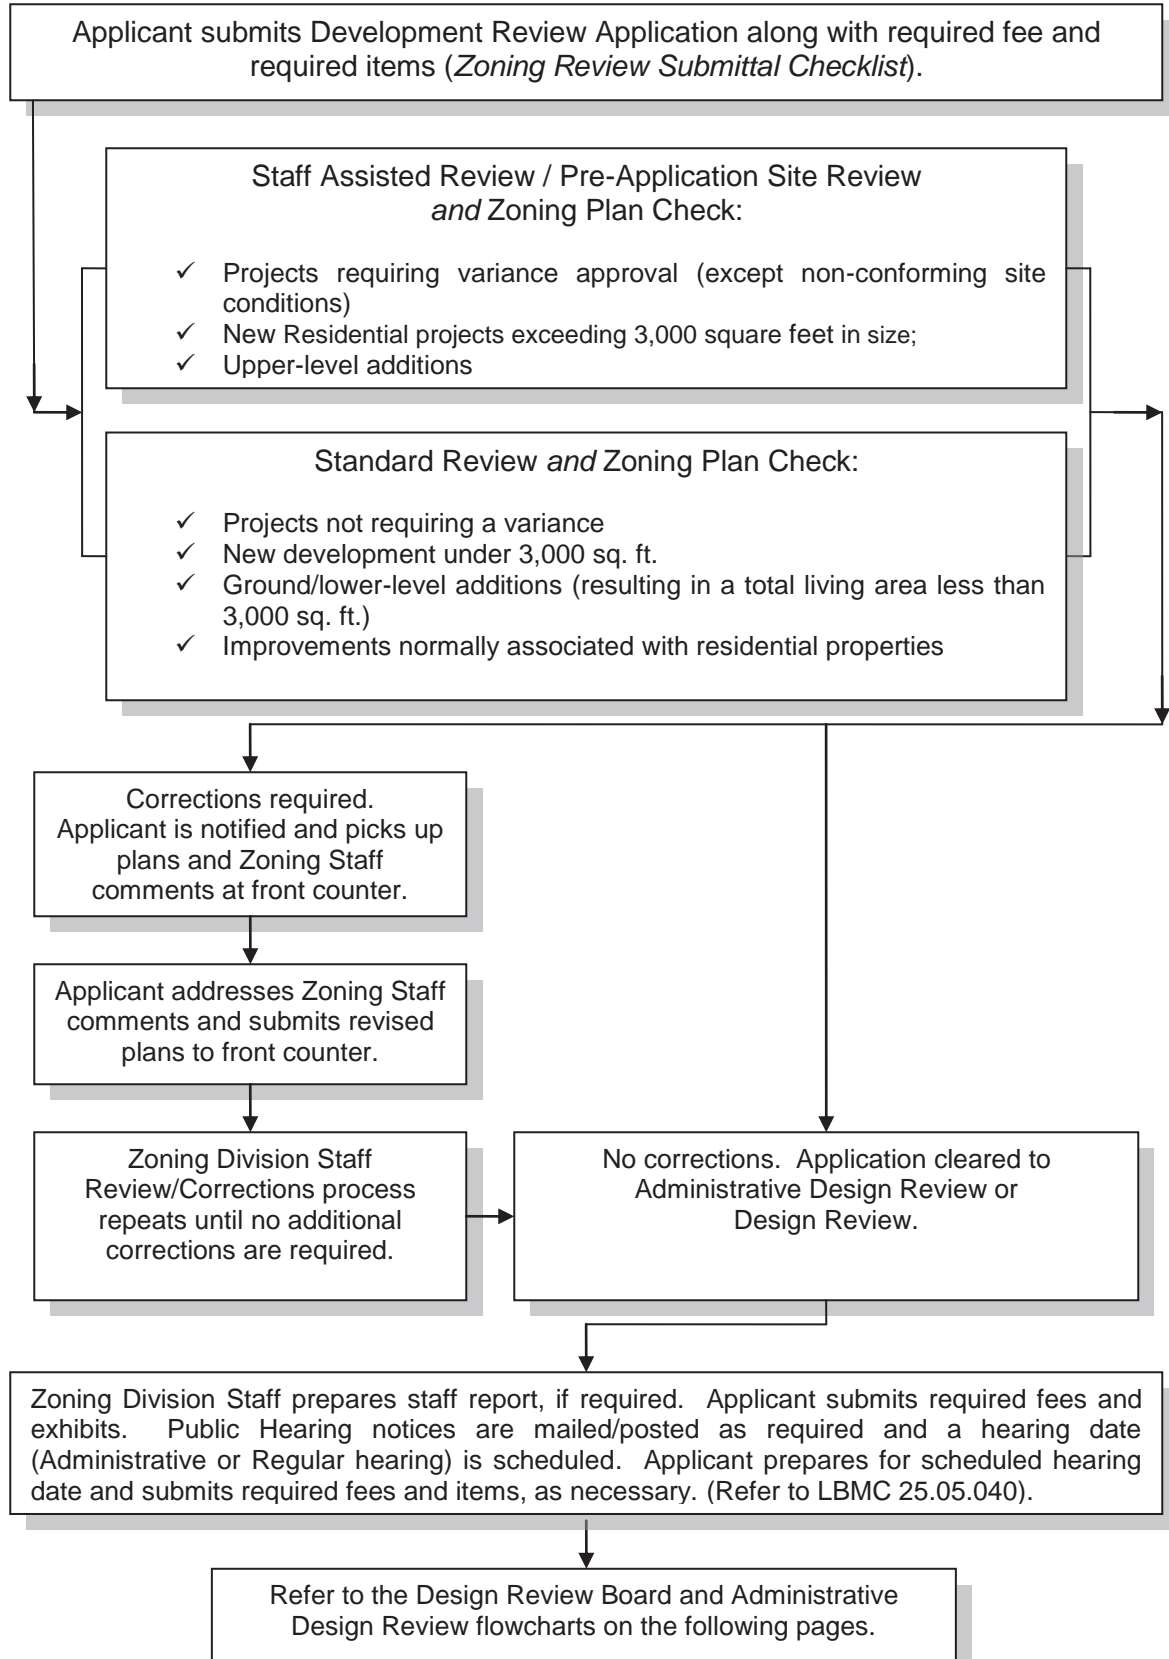 Applicant submits Development Review Application along with required fee and
required items (Zoning Review Submittal Checklist).
Staff Assisted Review / Pre-Application Site Review
and Zoning Plan Check:
✓ Projects requiring variance approval (except non-conforming site
conditions)
✓ New Residential projects exceeding 3,000 square feet in size;
✓ Upper-level additions
Standard Review and Zoning Plan Check:
✓ Projects not requiring a variance
✓ New development under 3,000 sq. ft.
✓ Ground/lower-level additions (resulting in a total living area less than
3,000 sq. ft.)
✓ Improvements normally associated with residential properties
Corrections required.
Applicant is notified and picks up
plans and Zoning Staff
comments at front counter.
Applicant addresses Zoning Staff
comments and submits revised
plans to front counter.
Zoning Division Staff
Review/Corrections process
repeats until no additional
corrections are required.
No corrections. Application cleared to
Administrative Design Review or
Design Review.
Zoning Division Staff prepares staff report, if required. Applicant submits required fees and
exhibits. Public Hearing notices are mailed/posted as required and a hearing date
(Administrative or Regular hearing) is scheduled. Applicant prepares for scheduled hearing
date and submits required fees and items, as necessary. (Refer to LBMC 25.05.040).
Refer to the Design Review Board and Administrative
Design Review flowcharts on the following pages.